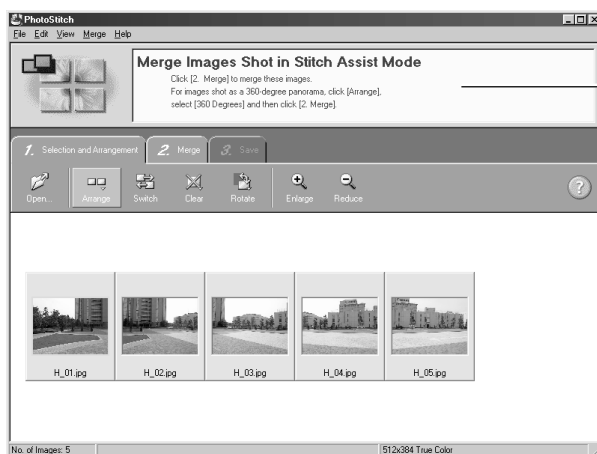 PhotoStitch
File Edit View Merge Help
Merge Images Shot in Stitch Assist Mode
Click [2. Merge] to merge these images.
For images shot as a 360-degree panorama, click [Arrange],
select [360 Degrees] and then click [2. Merge].
1. Selection and Arrangement 2. Merge 3. Save
Open... Arrange Switch Clear Rotate Enlarge Reduce ?
H_01.jpg H_02.jpg H_03.jpg H_04.jpg H_05.jpg
No. of Images: 5 512x384 True Color